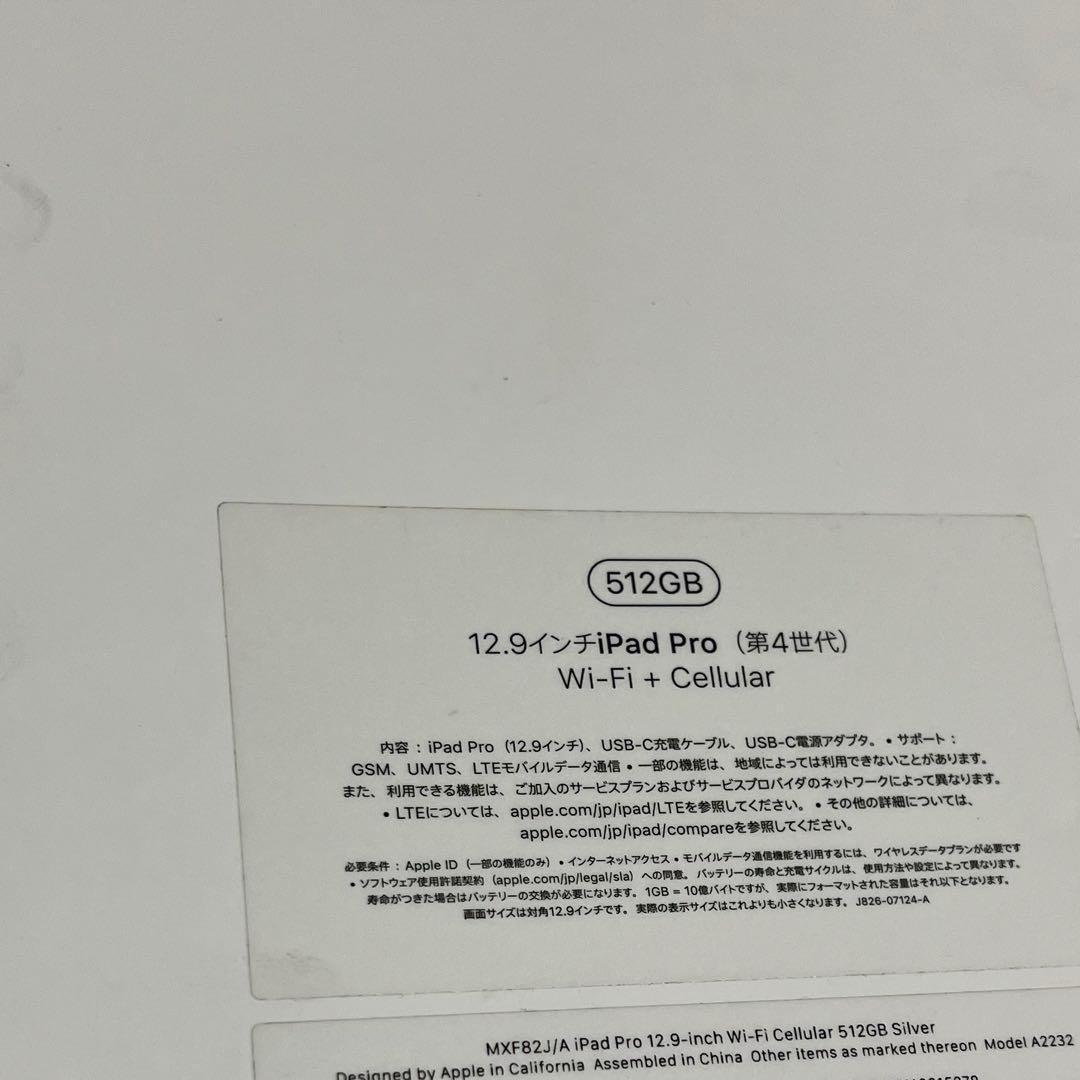 512GB
12.9インチiPad Pro（第4世代）
Wi-Fi + Cellular
内容：iPad Pro（12.9インチ）、USB-C充電ケーブル、USB-C電源アダプタ。• サポート：
GSM、UMTS、LTEモバイルデータ通信 • 一部の機能は、地域によっては利用できないことがあります。
また、利用できる機能は、ご加入のサービスプランおよびサービスプロバイダのネットワークによって異なります。
• LTEについては、apple.com/jp/ipad/LTEを参照してください。• その他の詳細については、
apple.com/jp/ipad/compareを参照してください。
必要条件：Apple ID（一部の機能のみ）• インターネットアクセス • モバイルデータ通信機能を利用するには、ワイヤレスデータプランが必要です
• ソフトウェア使用許諾契約（apple.com/jp/legal/sla）への同意。バッテリーの寿命と充電サイクルは、使用方法や設定によって異なります。
寿命がつきた場合はバッテリーの交換が必要になります。1GB = 10億バイトですが、実際にフォーマットされた容量はそれ以下となります。
画面サイズは対角12.9インチです。実際の表示サイズはこれよりも小さくなります。J826-07124-A
MXF82J/A iPad Pro 12.9-inch Wi-Fi Cellular 512GB Silver
Designed by Apple in California Assembled in China Other items as marked thereon Model A2232